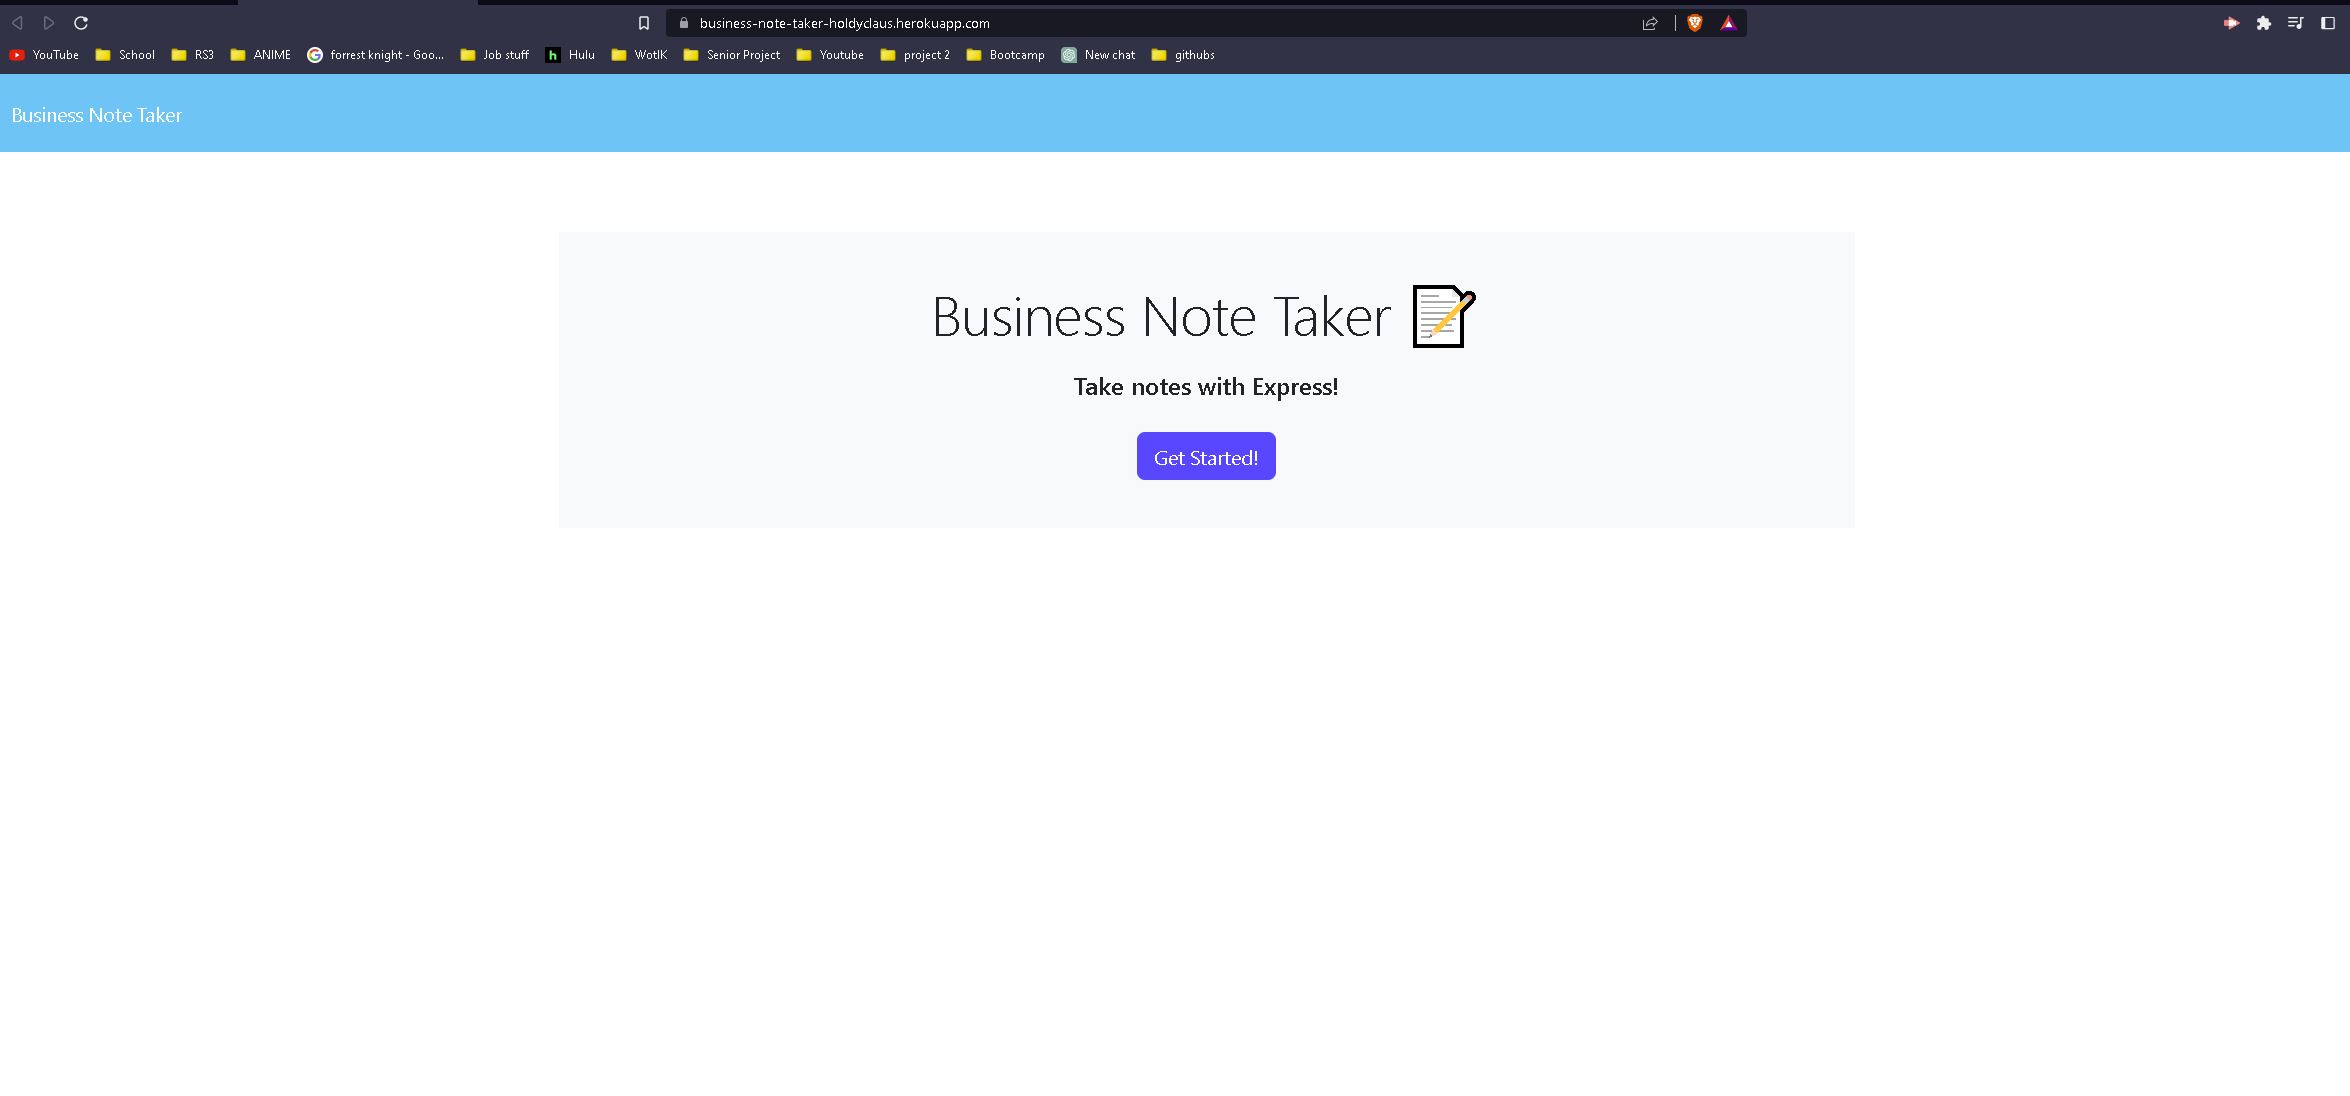 business-note-taker-holdyclaus.herokuapp.com
YouTube School RS3 ANIME forrest knight - Goo... Job stuff Hulu WotlK Senior Project Youtube project 2 Bootcamp New chat githubs
Business Note Taker
Business Note Taker
Take notes with Express!
Get Started!